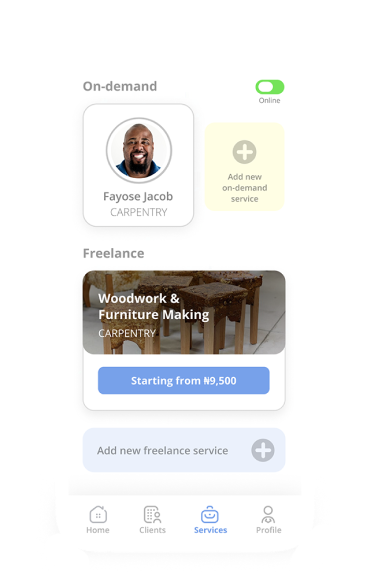 On-demand
Online
Fayose Jacob
CARPENTRY
Add new
on-demand
service
Freelance
Woodwork &
Furniture Making
CARPENTRY
Starting from ₦9,500
Add new freelance service
Home
Clients
Services
Profile